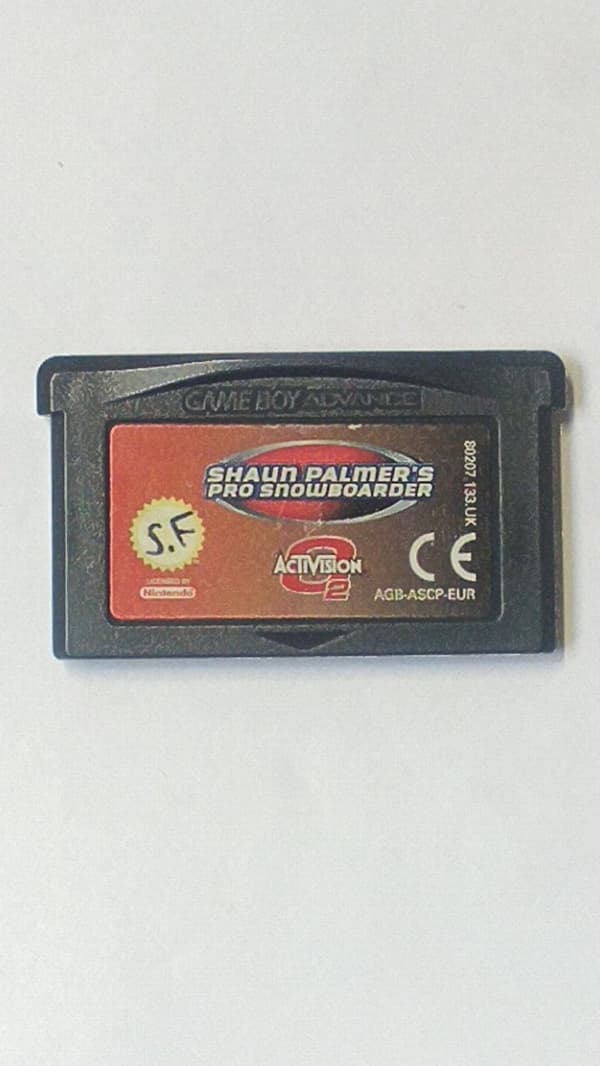 GAME BOY ADVANCE
SHAUN PALMER'S
PRO SNOWBOARDER
80207 133.UK
S.F
LICENSED BY
Nintendo
ACTIVISION
O2
CE
AGB-ASCP-EUR